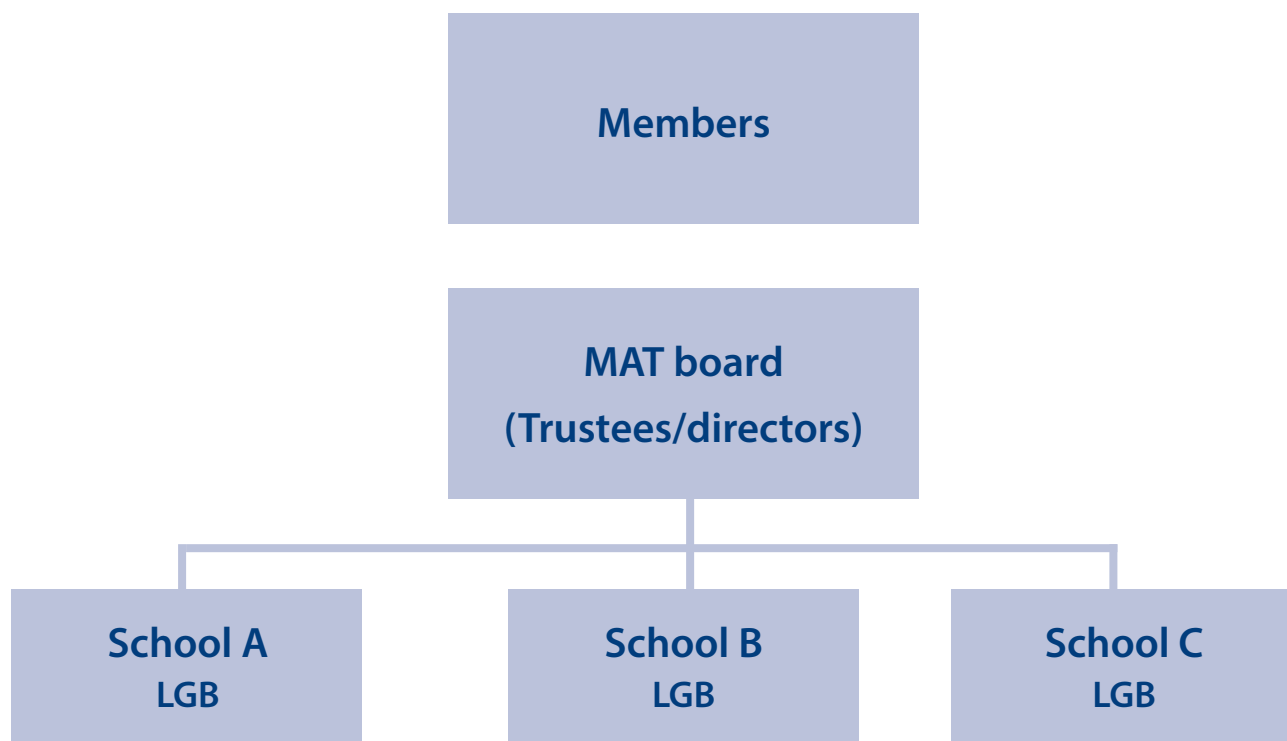 Members
MAT board
(Trustees/directors)
School A
LGB
School B
LGB
School C
LGB